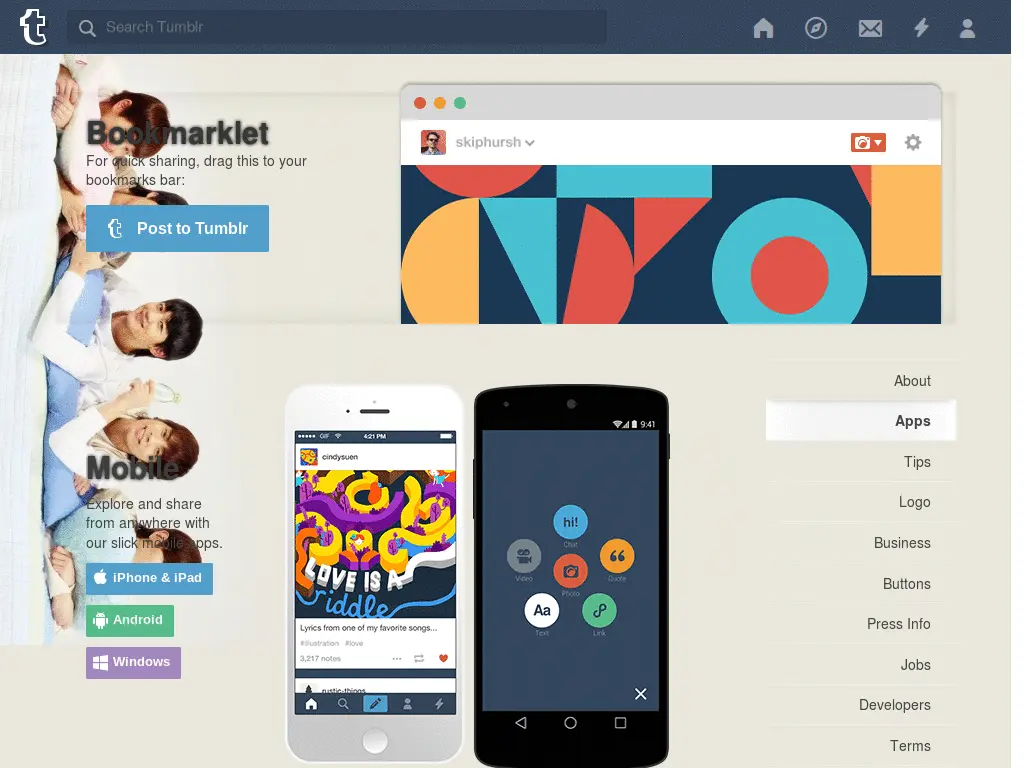 Search Tumblr
Bookmarklet
For quick sharing, drag this to your
bookmarks bar:
Post to Tumblr
skiphursh
Mobile
Explore and share
from anywhere with
our slick mobile apps.
iPhone & iPad
Android
Windows
GIF
4:21 PM
cindysuen
LOVE IS A
riddle
Lyrics from one of my favorite songs...
#illustration #love
3,217 notes
rustic-things
9:41
hi!
Chat
Video
Photo
Quote
Aa
Text
Link
About
Apps
Tips
Logo
Business
Buttons
Press Info
Jobs
Developers
Terms